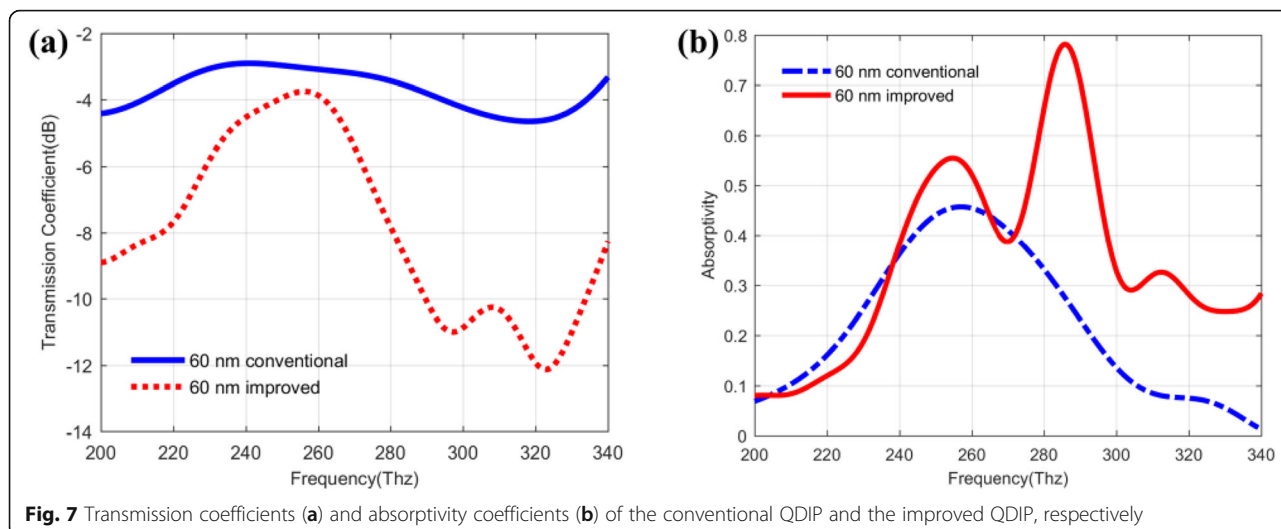 (a)
-2
-4
-6
-8
-10
-12
-14
Transmission Coefficient(dB)
60 nm conventional
60 nm improved
200 220 240 260 280 300 320 340
Frequency(Thz)
(b)
0.8
0.7
0.6
0.5
0.4
0.3
0.2
0.1
0
Absorptivity
60 nm conventional
60 nm improved
200 220 240 260 280 300 320 340
Frequency(Thz)
Fig. 7 Transmission coefficients (a) and absorptivity coefficients (b) of the conventional QDIP and the improved QDIP, respectively